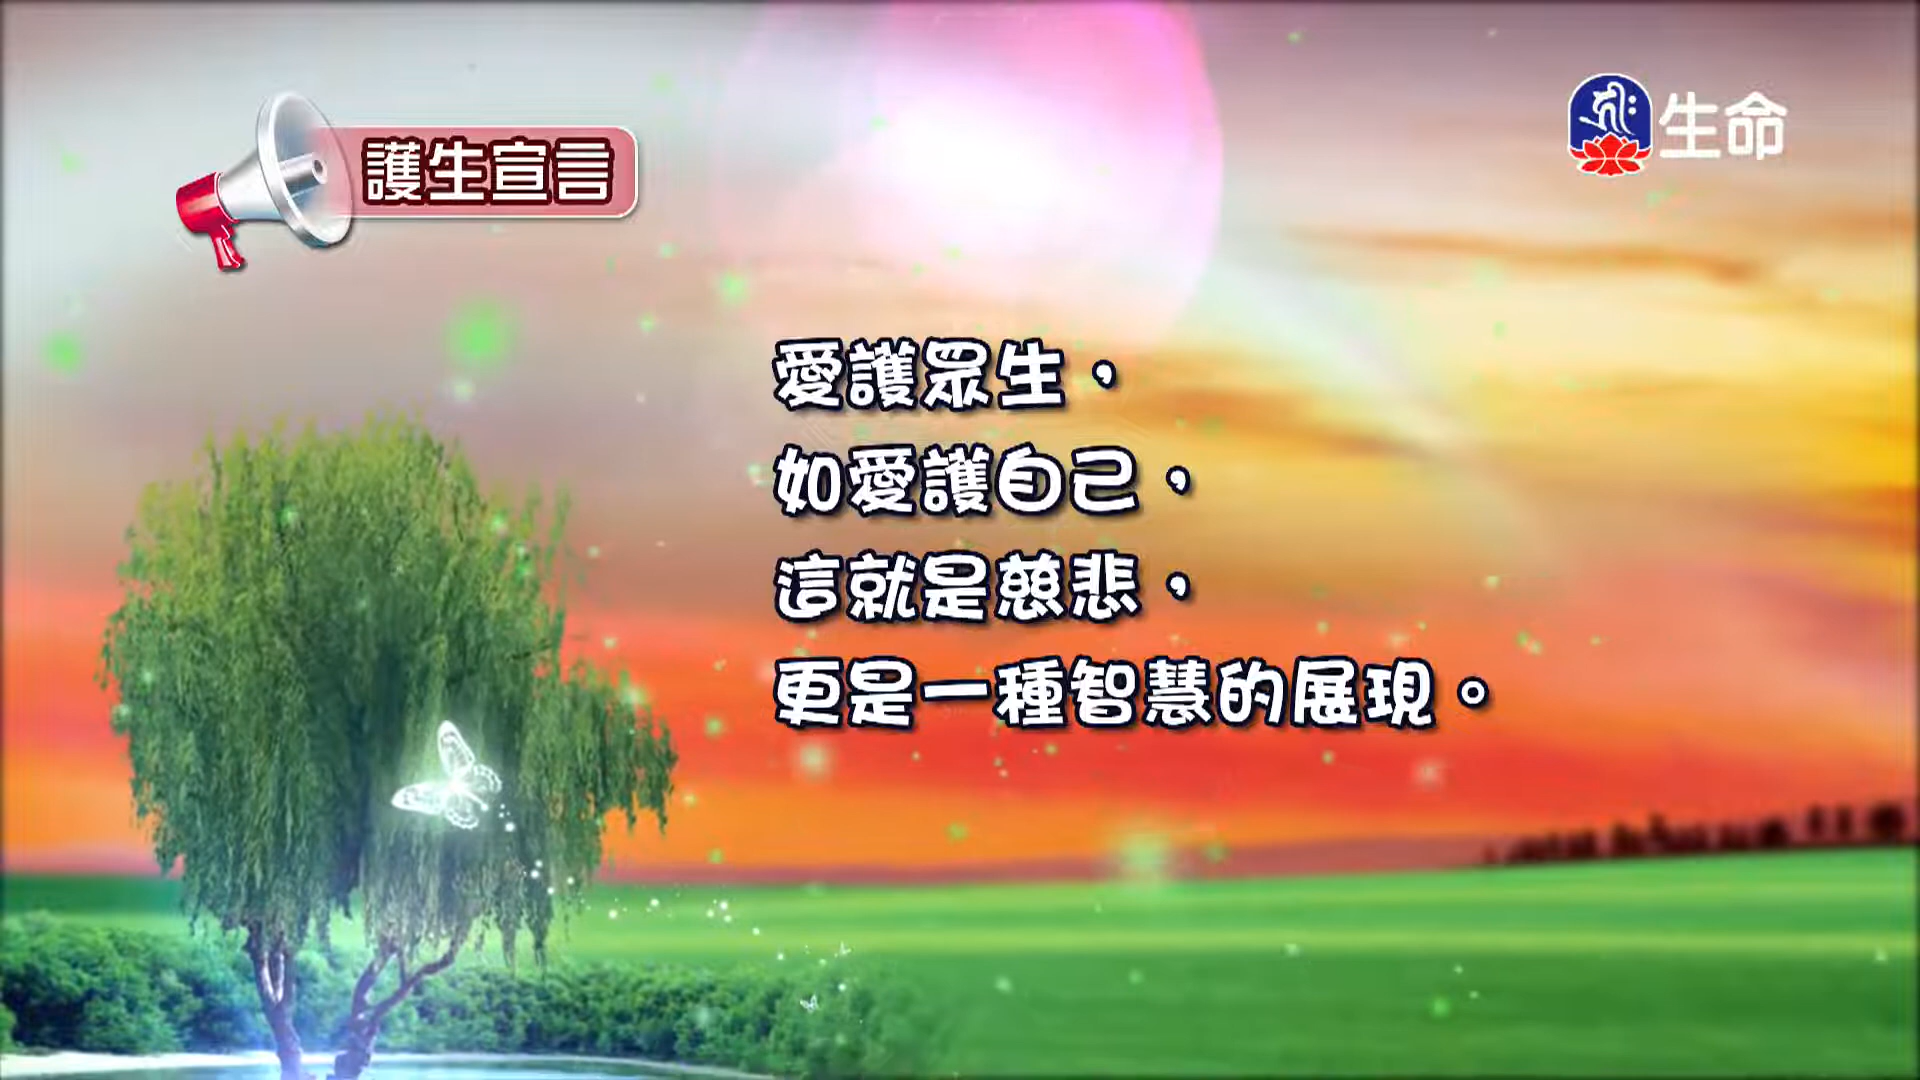 護生宣言
生命
愛護眾生，
如愛護自己，
這就是慈悲，
更是一種智慧的展現。